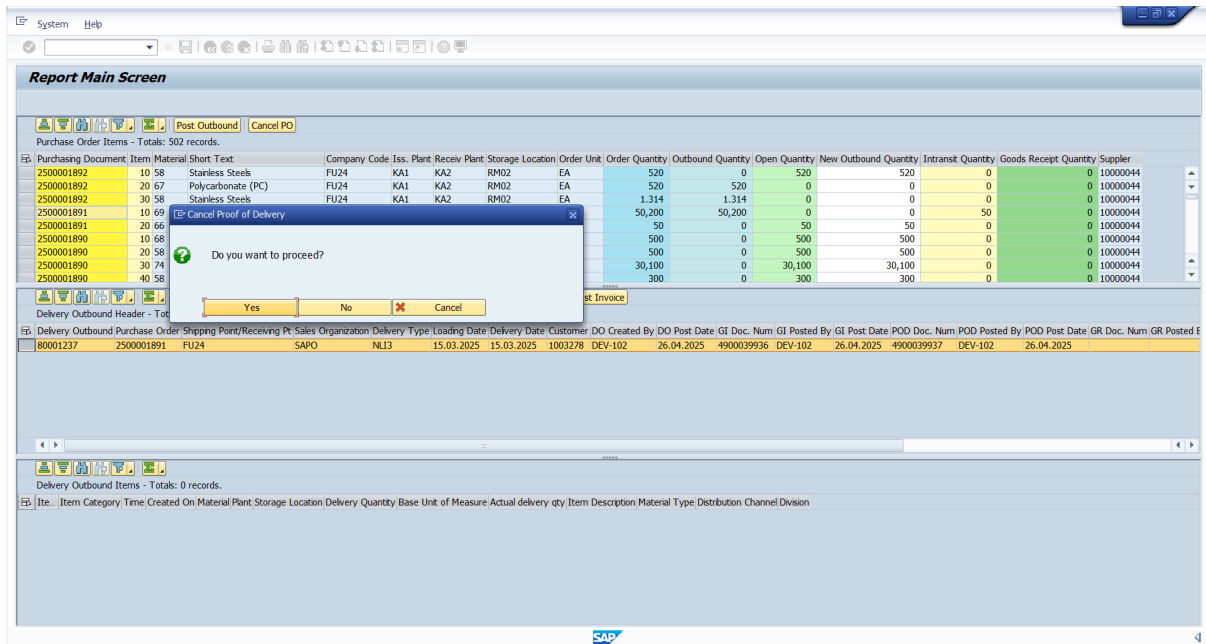 System Help
Report Main Screen
Post Outbound Cancel PO
Purchase Order Items - Totals: 502 records.
Purchasing Document Item Material Short Text Company Code Iss. Plant Receiv Plant Storage Location Order Unit Order Quantity Outbound Quantity Open Quantity New Outbound Quantity Intransit Quantity Goods Receipt Quantity Supplier
2500001892 10 58 Stainless Steels FU24 KA1 KA2 RM02 EA 520 0 520 520 0 0 10000044
2500001892 20 67 Polycarbonate (PC) FU24 KA1 KA2 RM02 EA 520 520 0 0 0 0 10000044
2500001892 30 58 Stainless Steels FU24 KA1 KA2 RM02 EA 1.314 1.314 0 0 0 0 10000044
2500001891 10 69 50,200 50,200 0 0 50 0 10000044
2500001891 20 66 50 0 50 50 0 0 10000044
2500001890 10 68 500 0 500 500 0 0 10000044
2500001890 20 58 500 0 500 500 0 0 10000044
2500001890 30 74 30,100 0 30,100 30,100 0 0 10000044
2500001890 40 58 300 0 300 300 0 0 10000044
Cancel Proof of Delivery
Do you want to proceed?
Yes No Cancel
st Invoice
Delivery Outbound Header - Tot
Delivery Outbound Purchase Order Shipping Point/Receiving Pt Sales Organization Delivery Type Loading Date Delivery Date Customer DO Created By DO Post Date GI Doc. Num GI Posted By GI Post Date POD Doc. Num POD Posted By POD Post Date GR Doc. Num GR Posted B
80001237 2500001891 FU24 SAPO NLI3 15.03.2025 15.03.2025 1003278 DEV-102 26.04.2025 4900039936 DEV-102 26.04.2025 4900039937 DEV-102 26.04.2025
Delivery Outbound Items - Totals: 0 records.
Ite... Item Category Time Created On Material Plant Storage Location Delivery Quantity Base Unit of Measure Actual delivery qty Item Description Material Type Distribution Channel Division
SAP